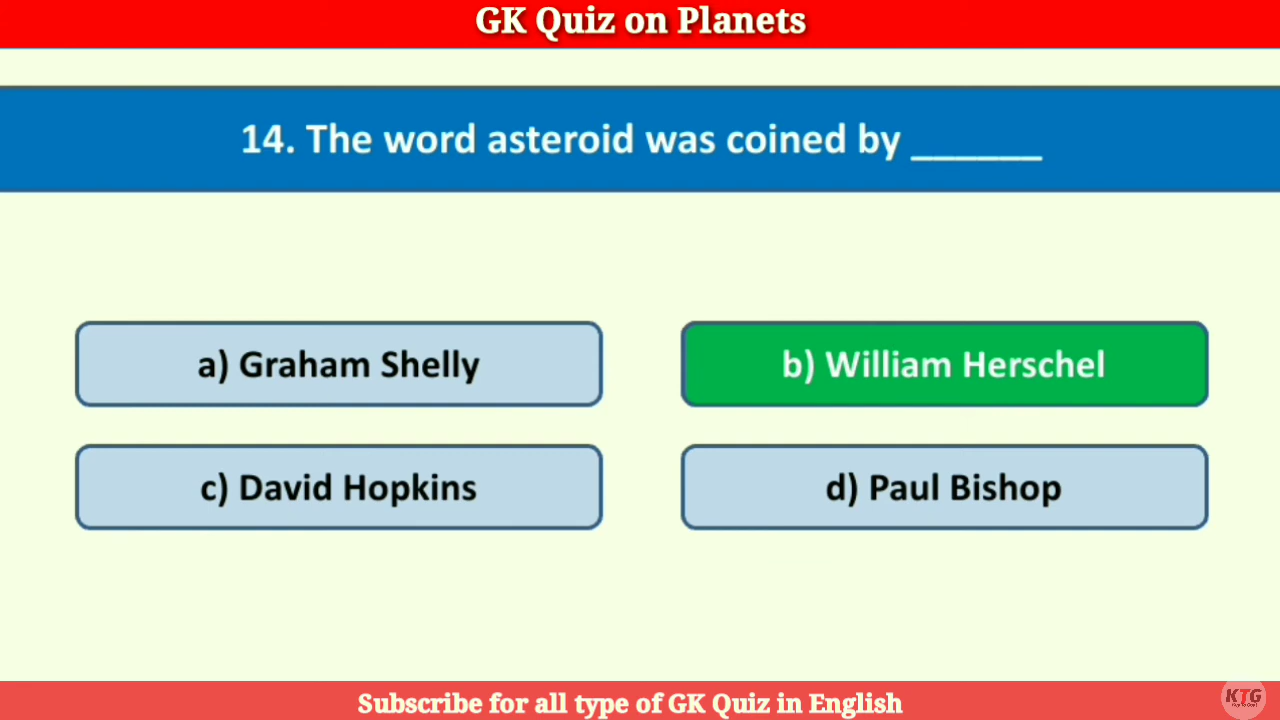 GK Quiz on Planets
14. The word asteroid was coined by ______
a) Graham Shelly
b) William Herschel
c) David Hopkins
d) Paul Bishop
Subscribe for all type of GK Quiz in English
KTG